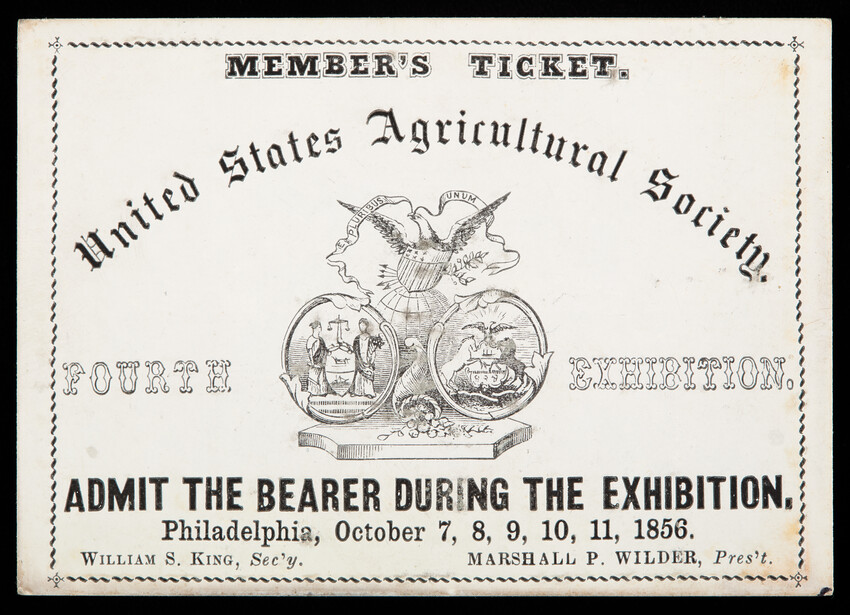 MEMBER'S TICKET.
United States Agricultural Society.
E PLURIBUS UNUM
FOURTH EXHIBITION.
ADMIT THE BEARER DURING THE EXHIBITION.
Philadelphia, October 7, 8, 9, 10, 11, 1856.
WILLIAM S. KING, Sec'y. MARSHALL P. WILDER, Pres't.